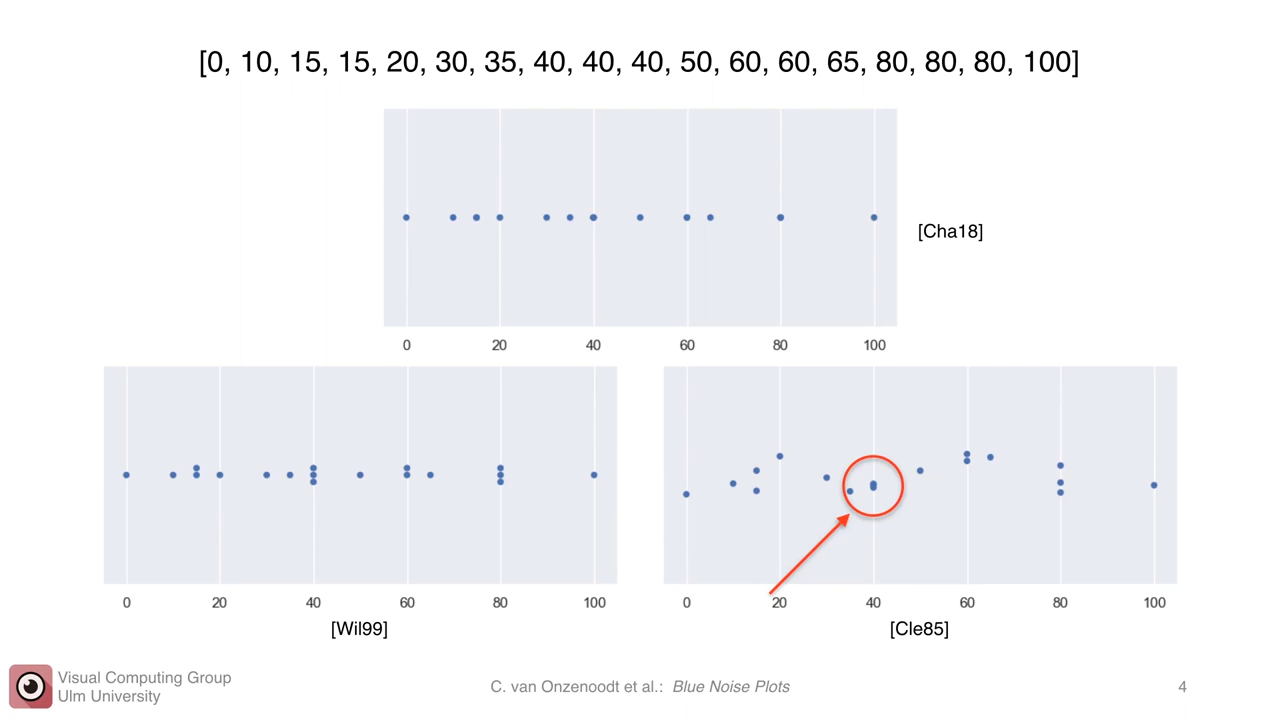 [0, 10, 15, 15, 20, 30, 35, 40, 40, 40, 50, 60, 60, 65, 80, 80, 80, 100]
[Cha18]
0 20 40 60 80 100
0 20 40 60 80 100
[Wil99]
0 20 40 60 80 100
[Cle85]
Visual Computing Group
Ulm University
C. van Onzenoodt et al.: Blue Noise Plots
4